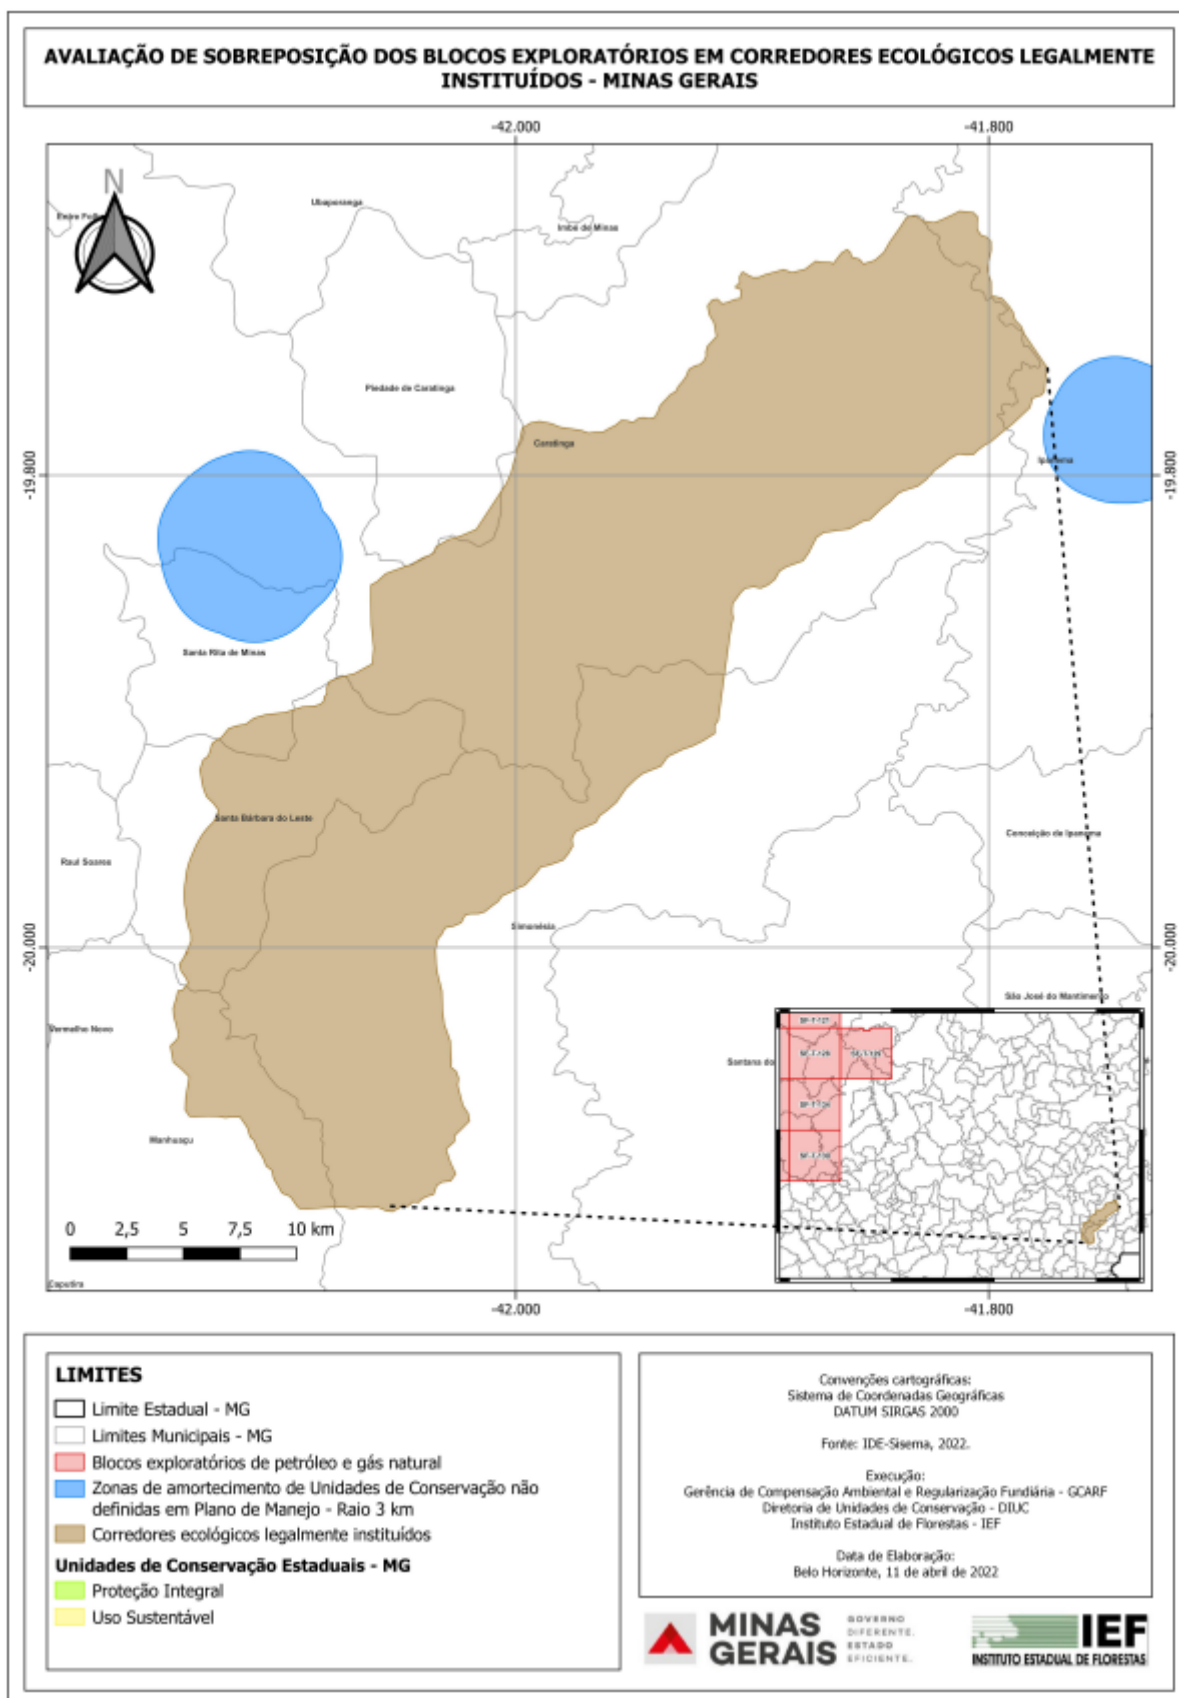 AVALIAÇÃO DE SOBREPOSIÇÃO DOS BLOCOS EXPLORATÓRIOS EM CORREDORES ECOLÓGICOS LEGALMENTE
INSTITUÍDOS - MINAS GERAIS
-42.000
-41.800
N
Ubaporanga
Imbé de Minas
Piedade de Caratinga
Caratinga
Ipanema
-19.800
-19.800
Santa Rita de Minas
Santa Bárbara do Leste
Conceição de Ipanema
Raul Soares
Simonésia
-20.000
-20.000
São José do Mantimento
Vermelho Novo
Santana do
Manhuaçu
0 2,5 5 7,5 10 km
Caputira
-42.000
-41.800
LIMITES
Limite Estadual - MG
Limites Municipais - MG
Blocos exploratórios de petróleo e gás natural
Zonas de amortecimento de Unidades de Conservação não
definidas em Plano de Manejo - Raio 3 km
Corredores ecológicos legalmente instituídos
Unidades de Conservação Estaduais - MG
Proteção Integral
Uso Sustentável
Convenções cartográficas:
Sistema de Coordenadas Geográficas
DATUM SIRGAS 2000
Fonte: IDE-Sisema, 2022.
Execução:
Gerência de Compensação Ambiental e Regularização Fundiária - GCARF
Diretoria de Unidades de Conservação - DIUC
Instituto Estadual de Florestas - IEF
Data de Elaboração:
Belo Horizonte, 11 de abril de 2022
MINAS
GERAIS
GOVERNO
DIFERENTE.
ESTADO
EFICIENTE.
IEF
INSTITUTO ESTADUAL DE FLORESTAS